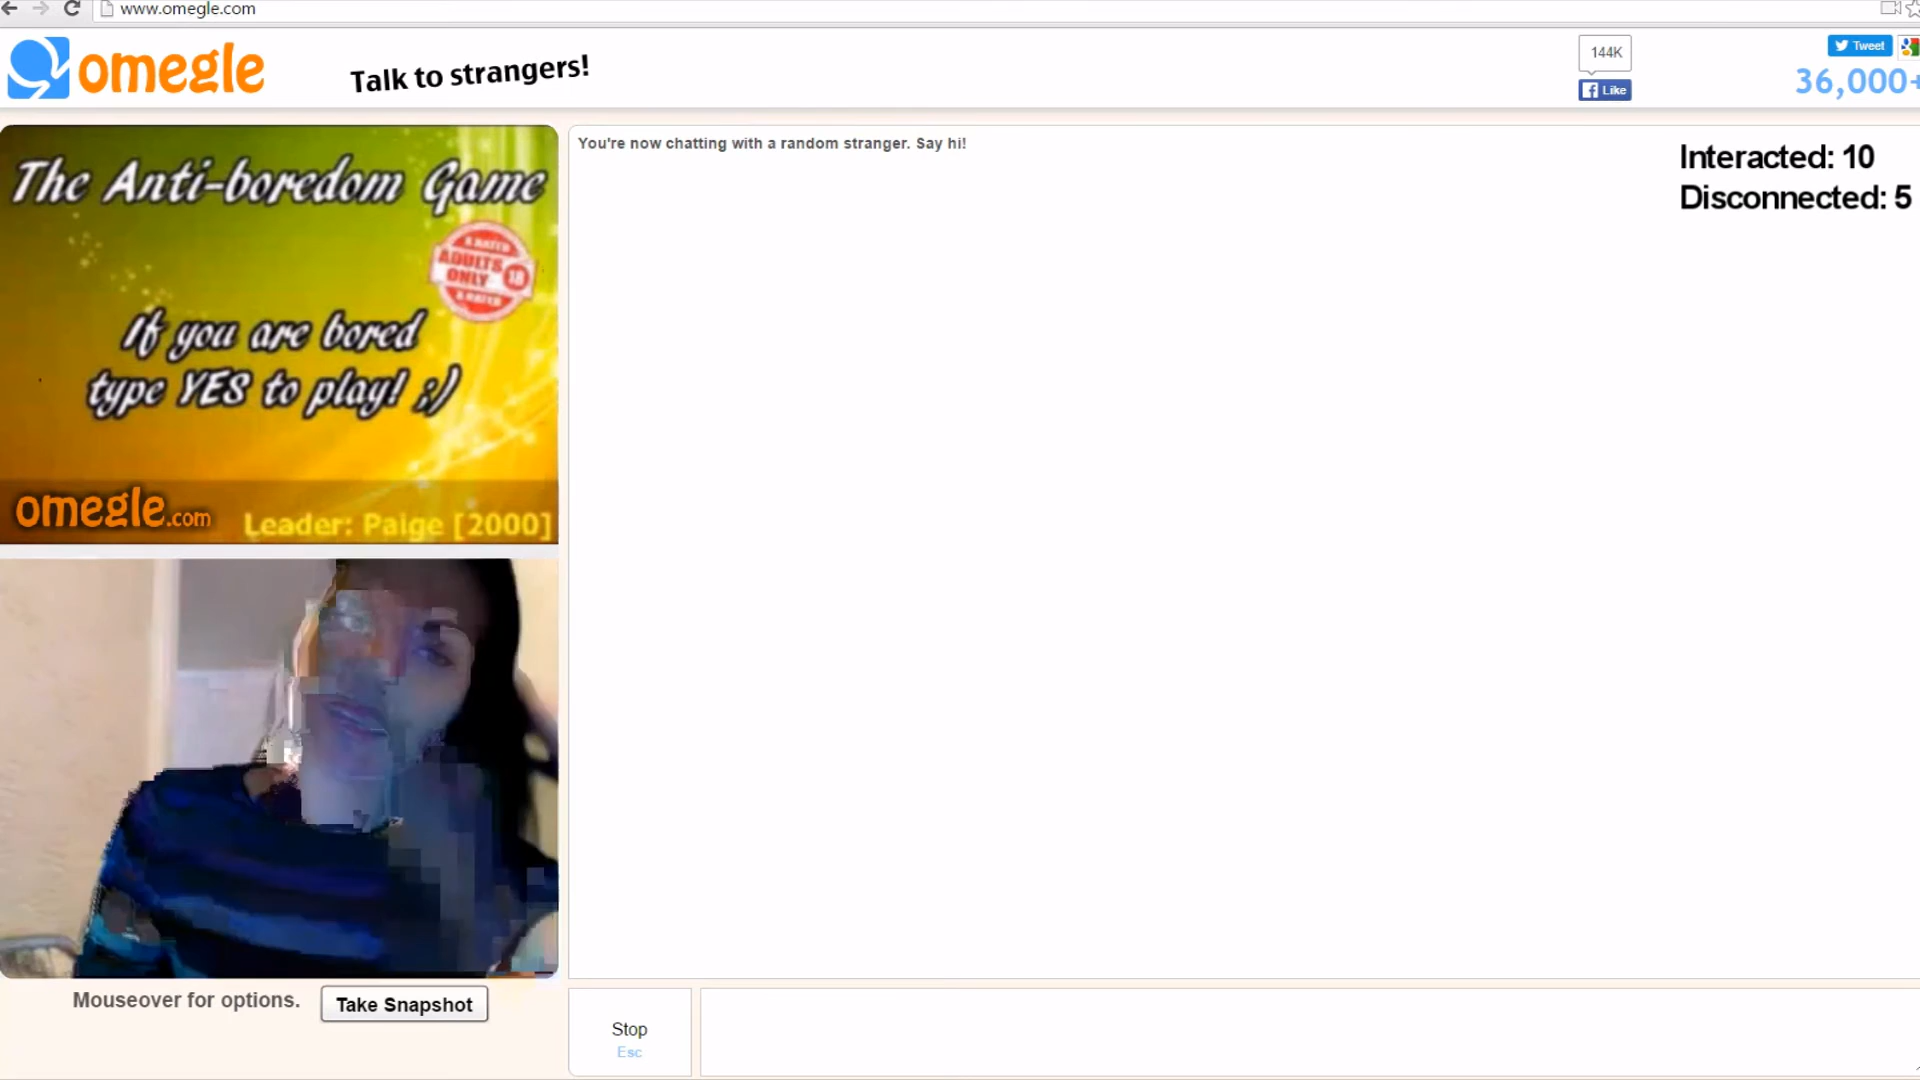 www.omegle.com
omegle
Talk to strangers!
144K
Like
Tweet
36,000+
The Anti-boredom Game
X RATED
ADULTS
ONLY 18
X RATED
If you are bored
type YES to play! ;)
omegle.com
Leader: Paige [2000]
You're now chatting with a random stranger. Say hi!
Interacted: 10
Disconnected: 5
Mouseover for options.
Take Snapshot
Stop
Esc